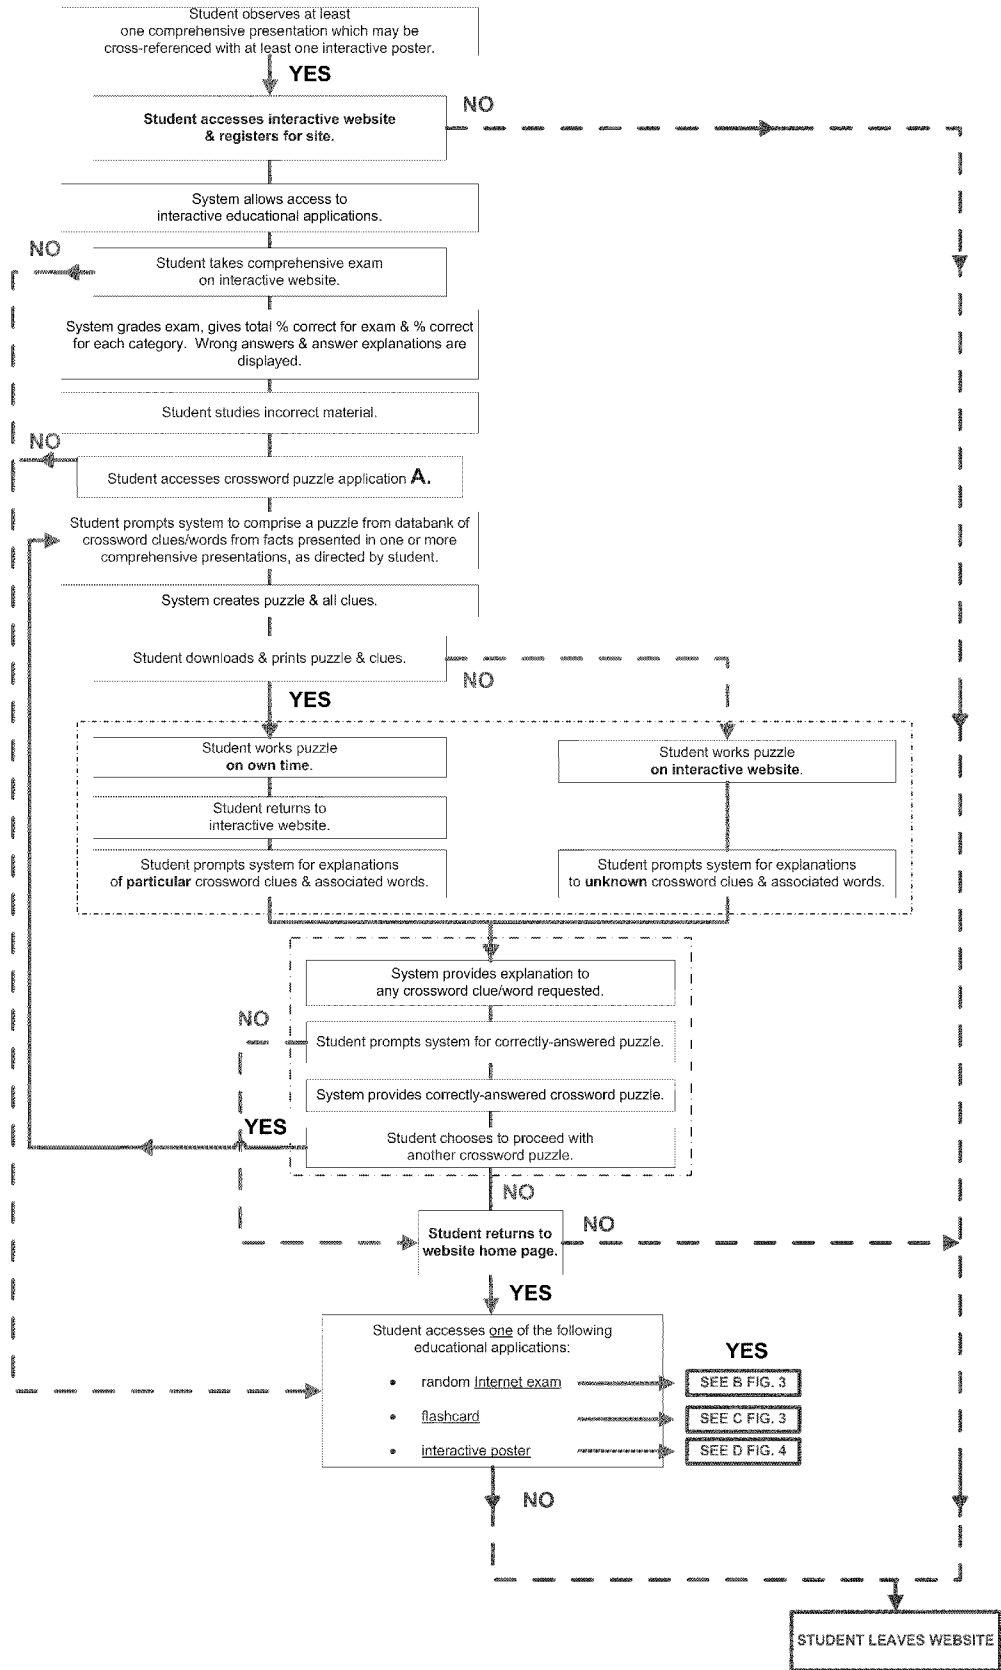 Student observes at least
one comprehensive presentation which may be
cross-referenced with at least one interactive poster.
YES
NO
Student accesses interactive website
& registers for site.
System allows access to
interactive educational applications.
NO
Student takes comprehensive exam
on interactive website.
System grades exam, gives total % correct for exam & % correct
for each category. Wrong answers & answer explanations are
displayed.
Student studies incorrect material.
NO
Student accesses crossword puzzle application A.
Student prompts system to comprise a puzzle from databank of
crossword clues/words from facts presented in one or more
comprehensive presentations, as directed by student.
System creates puzzle & all clues.
Student downloads & prints puzzle & clues.
NO
YES
Student works puzzle
on own time.
Student works puzzle
on interactive website.
Student returns to
interactive website.
Student prompts system for explanations
of particular crossword clues & associated words.
Student prompts system for explanations
to unknown crossword clues & associated words.
System provides explanation to
any crossword clue/word requested.
NO
Student prompts system for correctly-answered puzzle.
System provides correctly-answered crossword puzzle.
YES
Student chooses to proceed with
another crossword puzzle.
NO
Student returns to
website home page.
NO
YES
Student accesses one of the following
educational applications:
YES
• random Internet exam
SEE B FIG. 3
• flashcard
SEE C FIG. 3
• interactive poster
SEE D FIG. 4
NO
STUDENT LEAVES WEBSITE